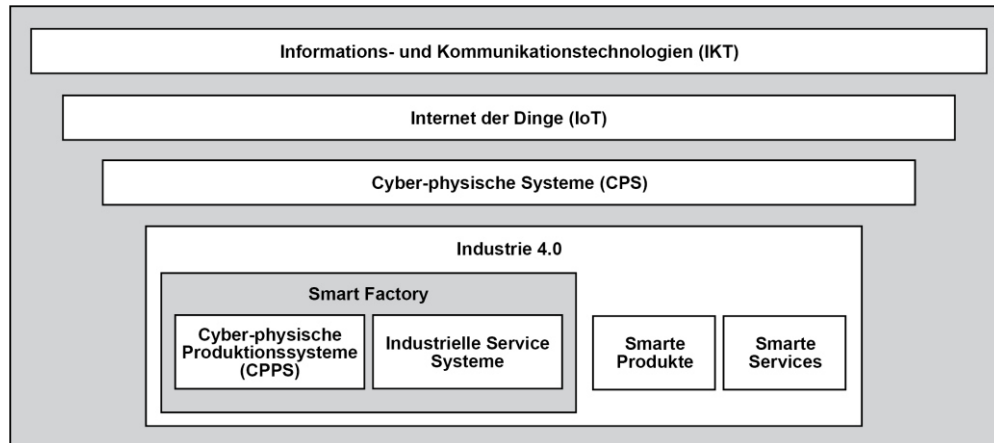 Informations- und Kommunikationstechnologien (IKT)
Internet der Dinge (IoT)
Cyber-physische Systeme (CPS)
Industrie 4.0
Smart Factory
Cyber-physische
Produktionssysteme
(CPPS)
Industrielle Service
Systeme
Smarte
Produkte
Smarte
Services